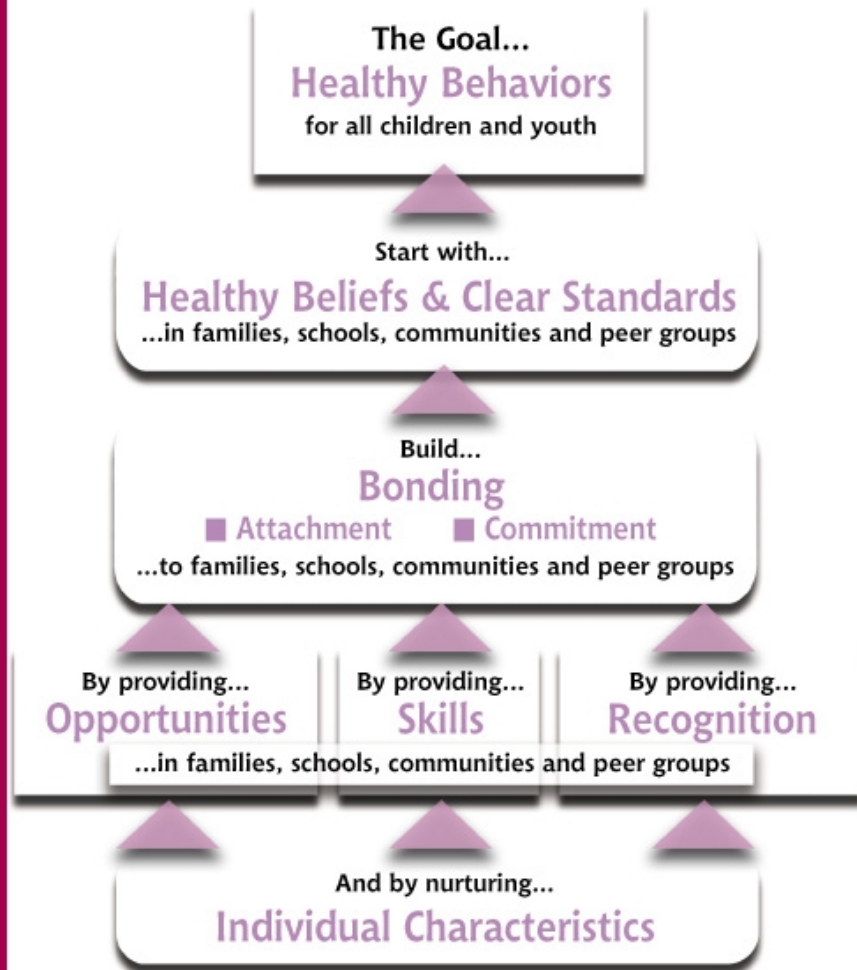 The Goal...
Healthy Behaviors
for all children and youth
Start with...
Healthy Beliefs & Clear Standards
...in families, schools, communities and peer groups
Build...
Bonding
■ Attachment ■ Commitment
...to families, schools, communities and peer groups
By providing... By providing... By providing...
Opportunities Skills Recognition
...in families, schools, communities and peer groups
And by nurturing...
Individual Characteristics